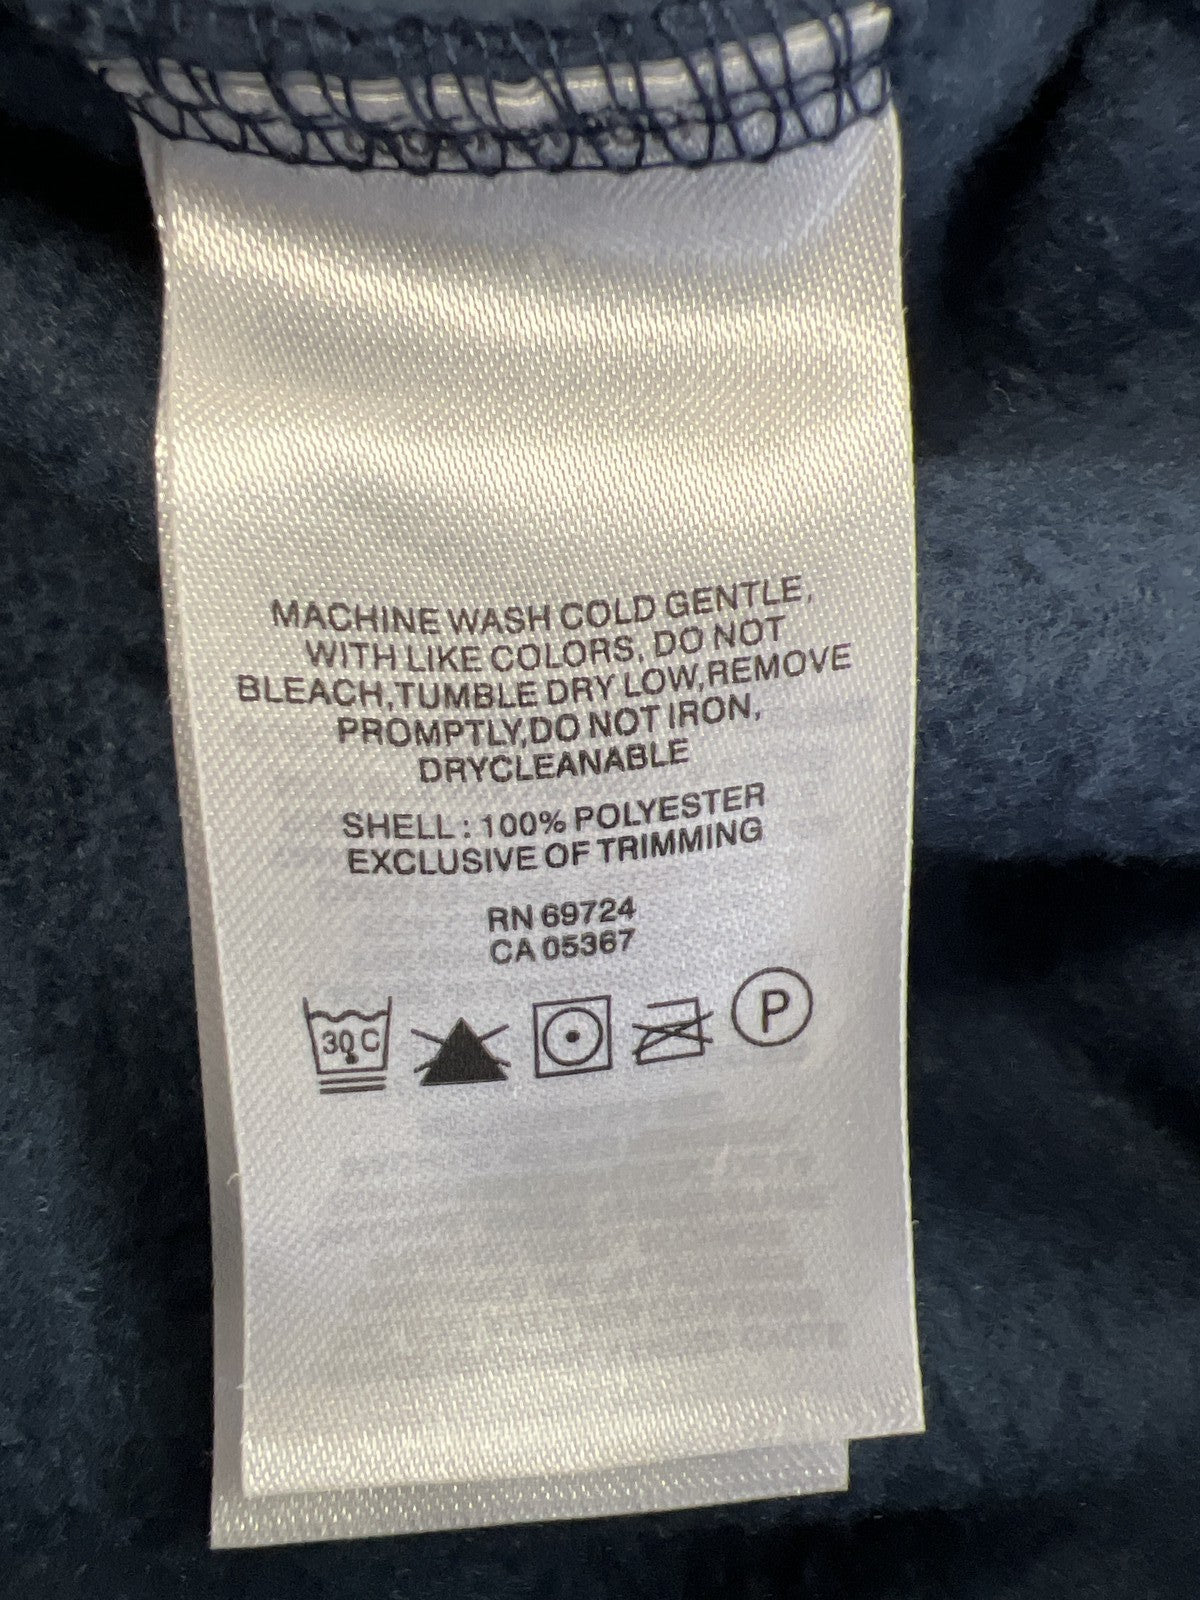 MACHINE WASH COLD GENTLE,
WITH LIKE COLORS, DO NOT
BLEACH,TUMBLE DRY LOW,REMOVE
PROMPTLY,DO NOT IRON,
DRYCLEANABLE
SHELL : 100% POLYESTER
EXCLUSIVE OF TRIMMING
RN 69724
CA 05367
30 C P